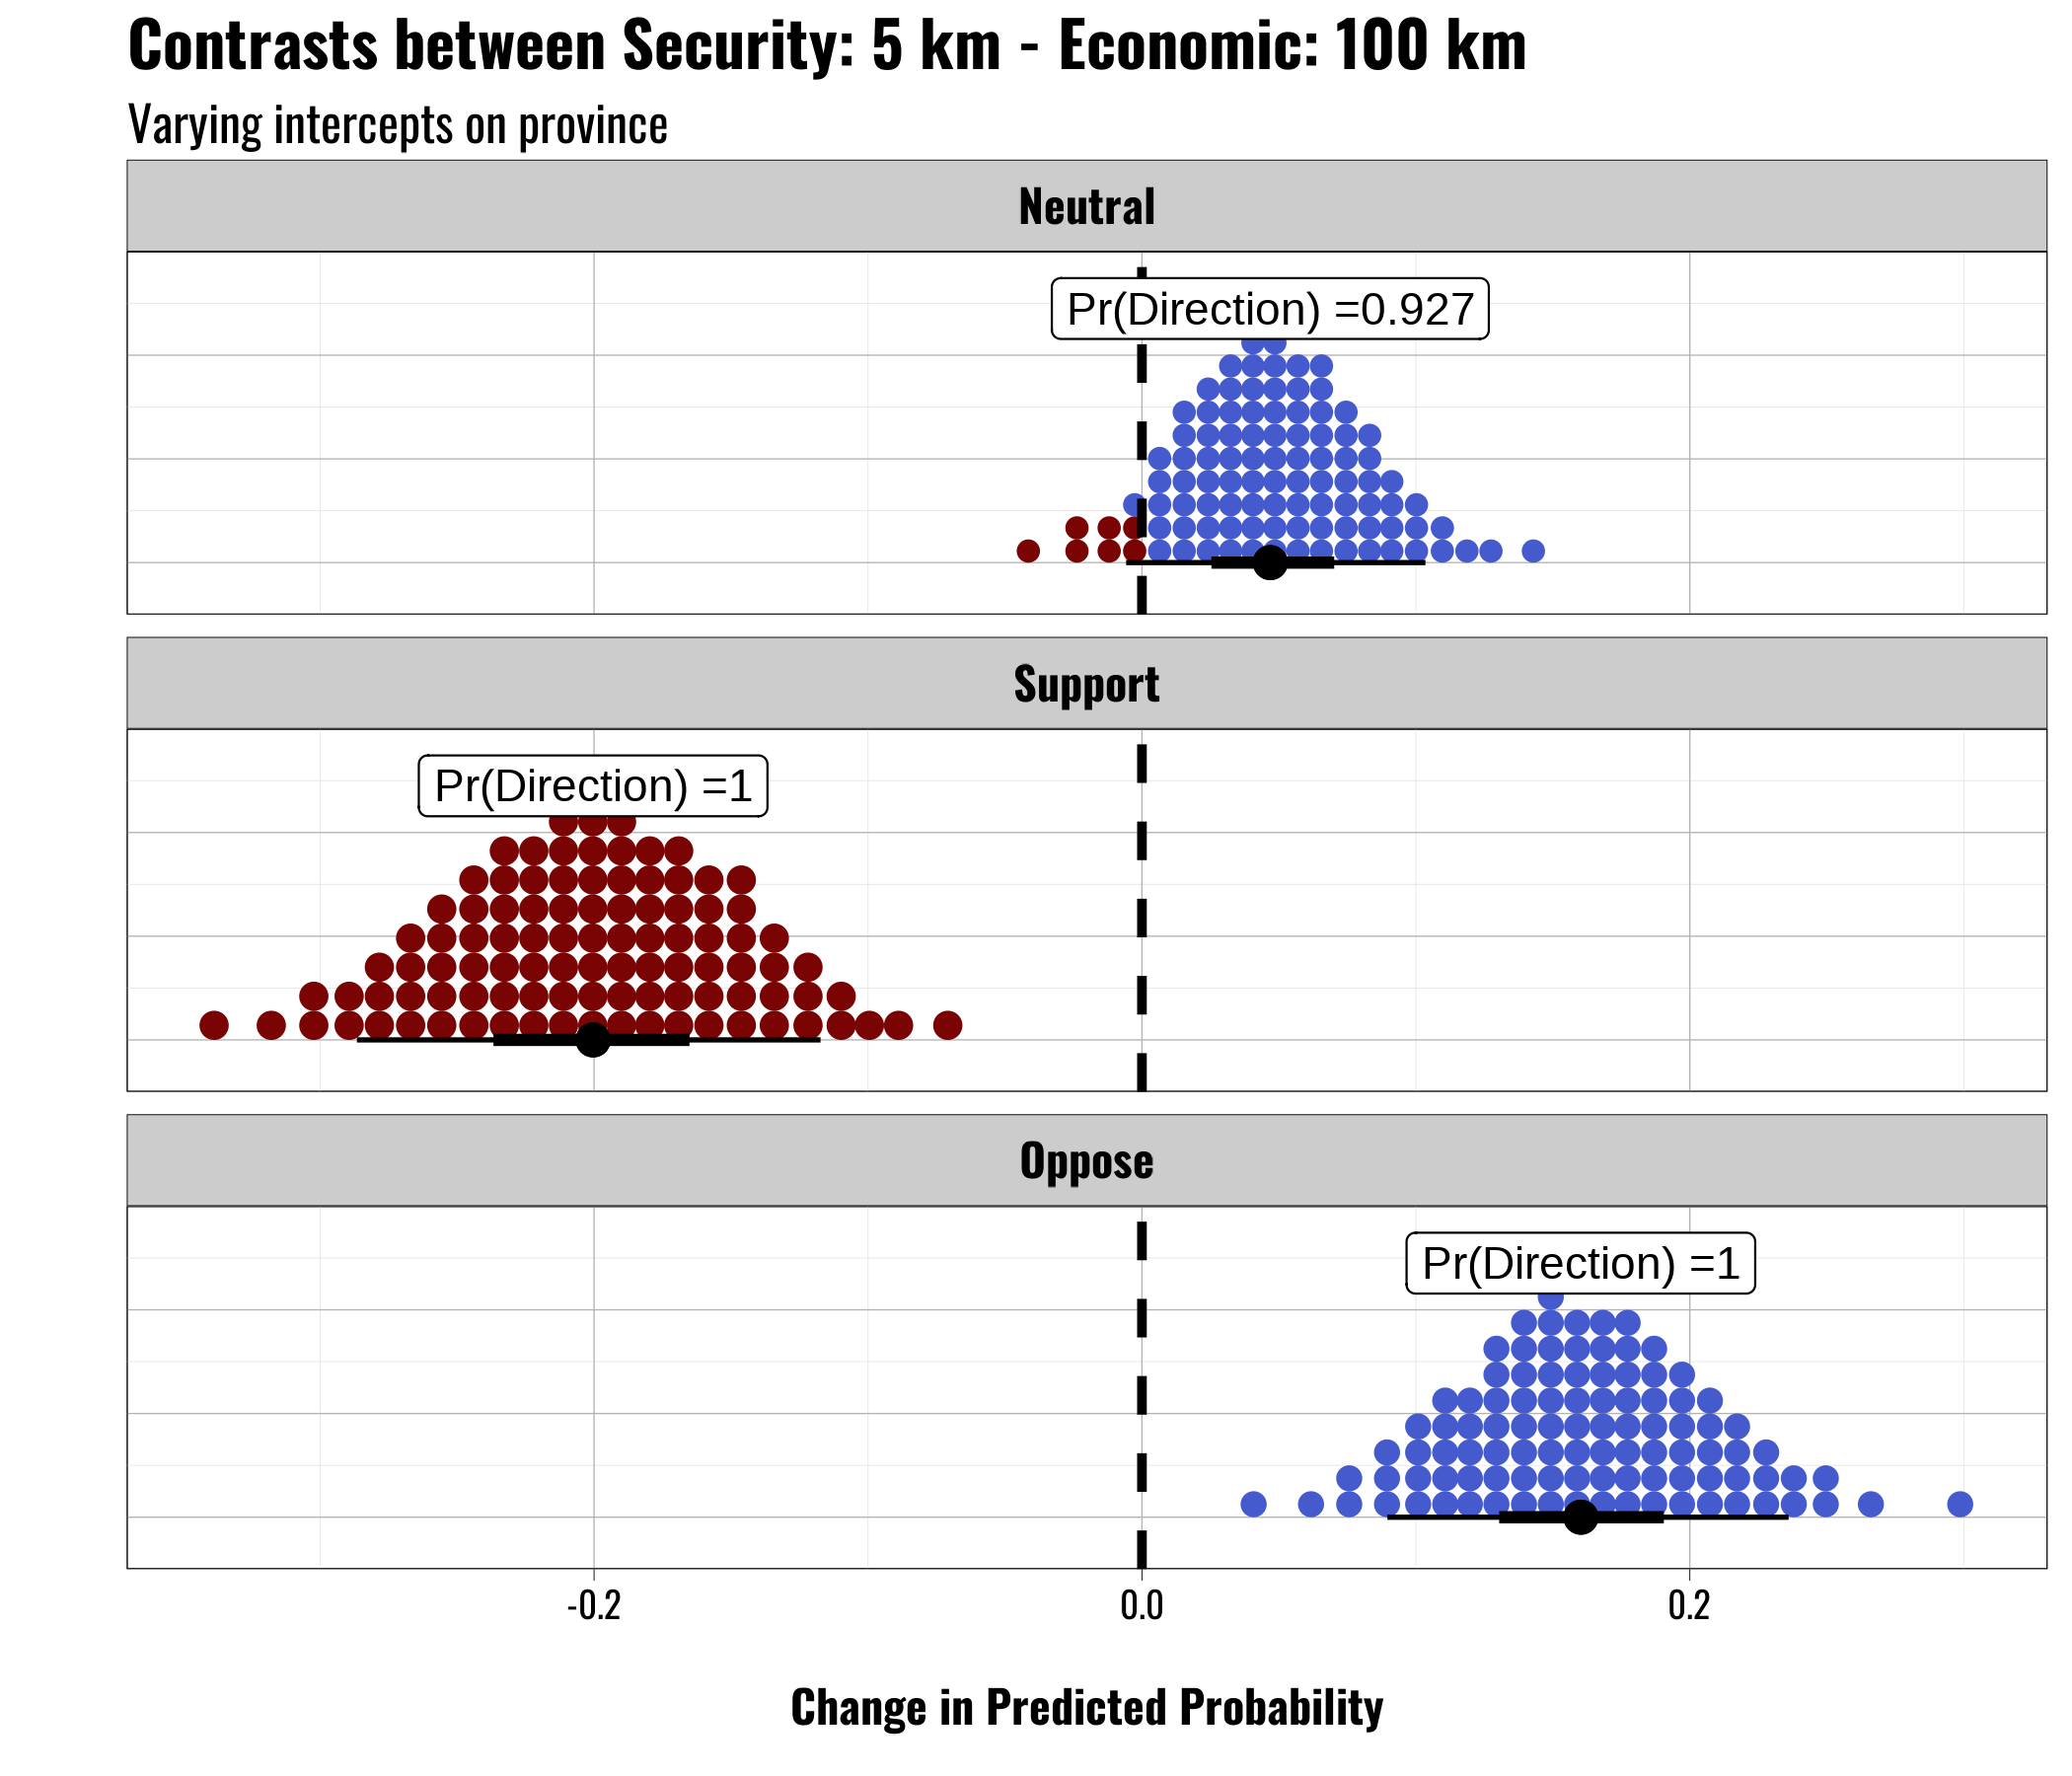 Contrasts between Security: 5 km - Economic: 100 km
Varying intercepts on province
Neutral
Pr(Direction) =0.927
Support
Pr(Direction) =1
Oppose
Pr(Direction) =1
-0.2 0.0 0.2
Change in Predicted Probability